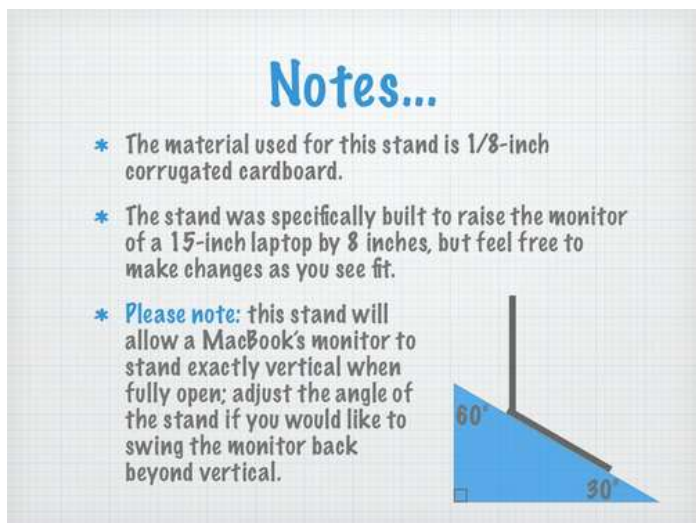 Notes...
* The material used for this stand is 1/8-inch
corrugated cardboard.
* The stand was specifically built to raise the monitor
of a 15-inch laptop by 8 inches, but feel free to
make changes as you see fit.
* Please note: this stand will
allow a MacBook's monitor to
stand exactly vertical when
fully open; adjust the angle of
the stand if you would like to
swing the monitor back
beyond vertical.
60°
30°